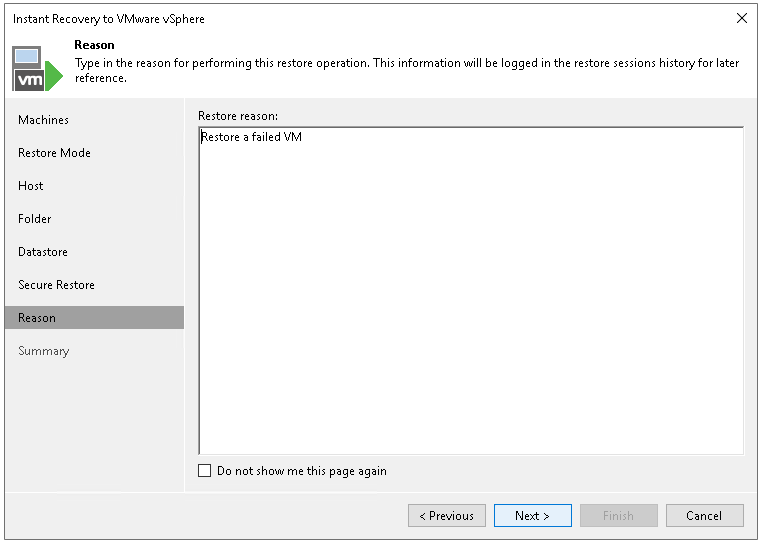 Instant Recovery to VMware vSphere
Reason
Type in the reason for performing this restore operation. This information will be logged in the restore sessions history for later
reference.
vm
Machines
Restore Mode
Host
Folder
Datastore
Secure Restore
Reason
Summary
Restore reason:
Restore a failed VM
Do not show me this page again
< Previous
Next >
Finish
Cancel